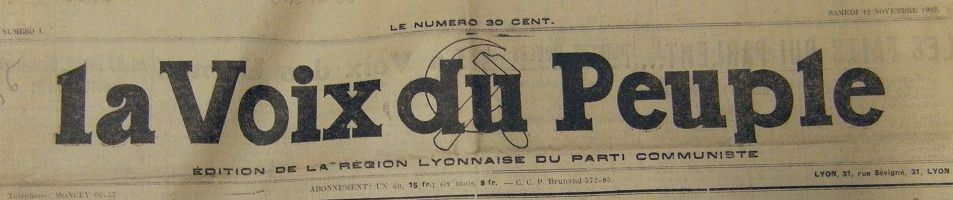 LE NUMERO 30 CENT.
NUMERO 1.
SAMEDI 12 NOVEMBRE 1932.
la Voix du Peuple
ÉDITION DE LA RÉGION LYONNAISE DU PARTI COMMUNISTE
Téléphone: MONCEY
ABONNEMENT: UN an, 15 fr.; six mois, 8 fr. — C. C. P. Brunand 572-85.
LYON, 31, rue Sévigné, 31, LYON